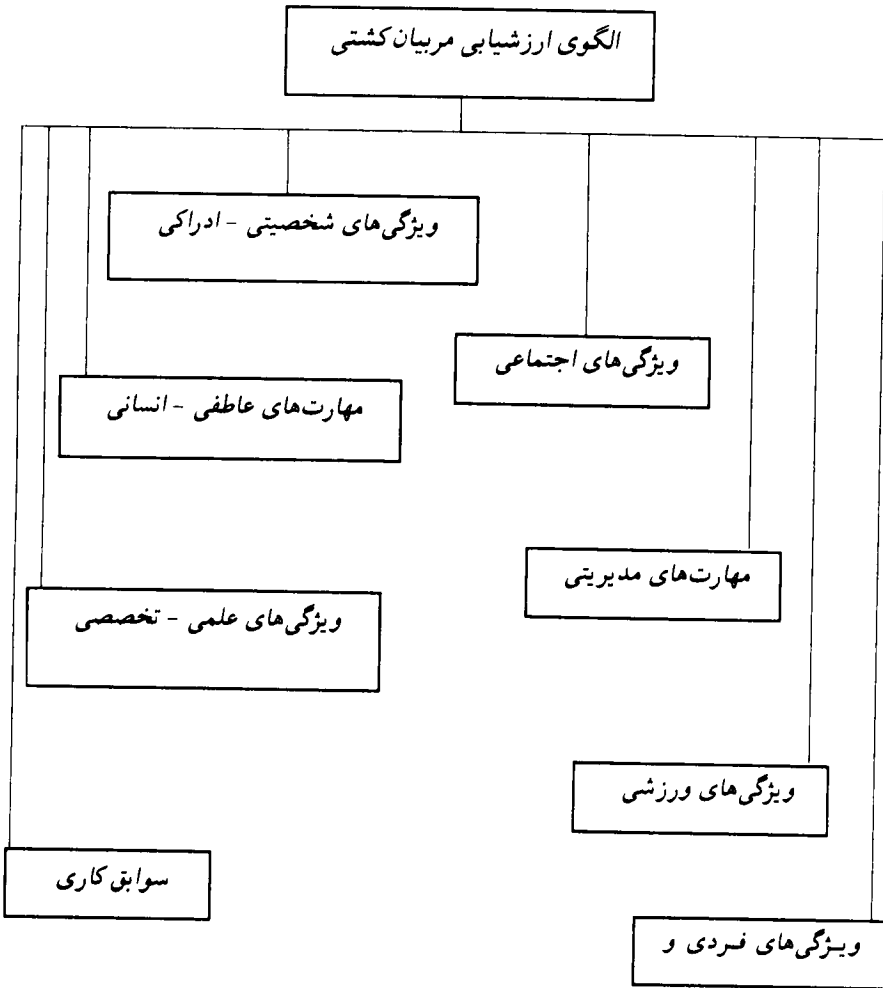 الگوی ارزشیابی مربیان کشتی
ویژگی‌های شخصیتی - ادراکی
ویژگی‌های اجتماعی
مهارت‌های عاطفی - انسانی
مهارت‌های مدیریتی
ویژگی‌های علمی - تخصصی
ویژگی‌های ورزشی
سوابق کاری
ویژگی‌های فردی و